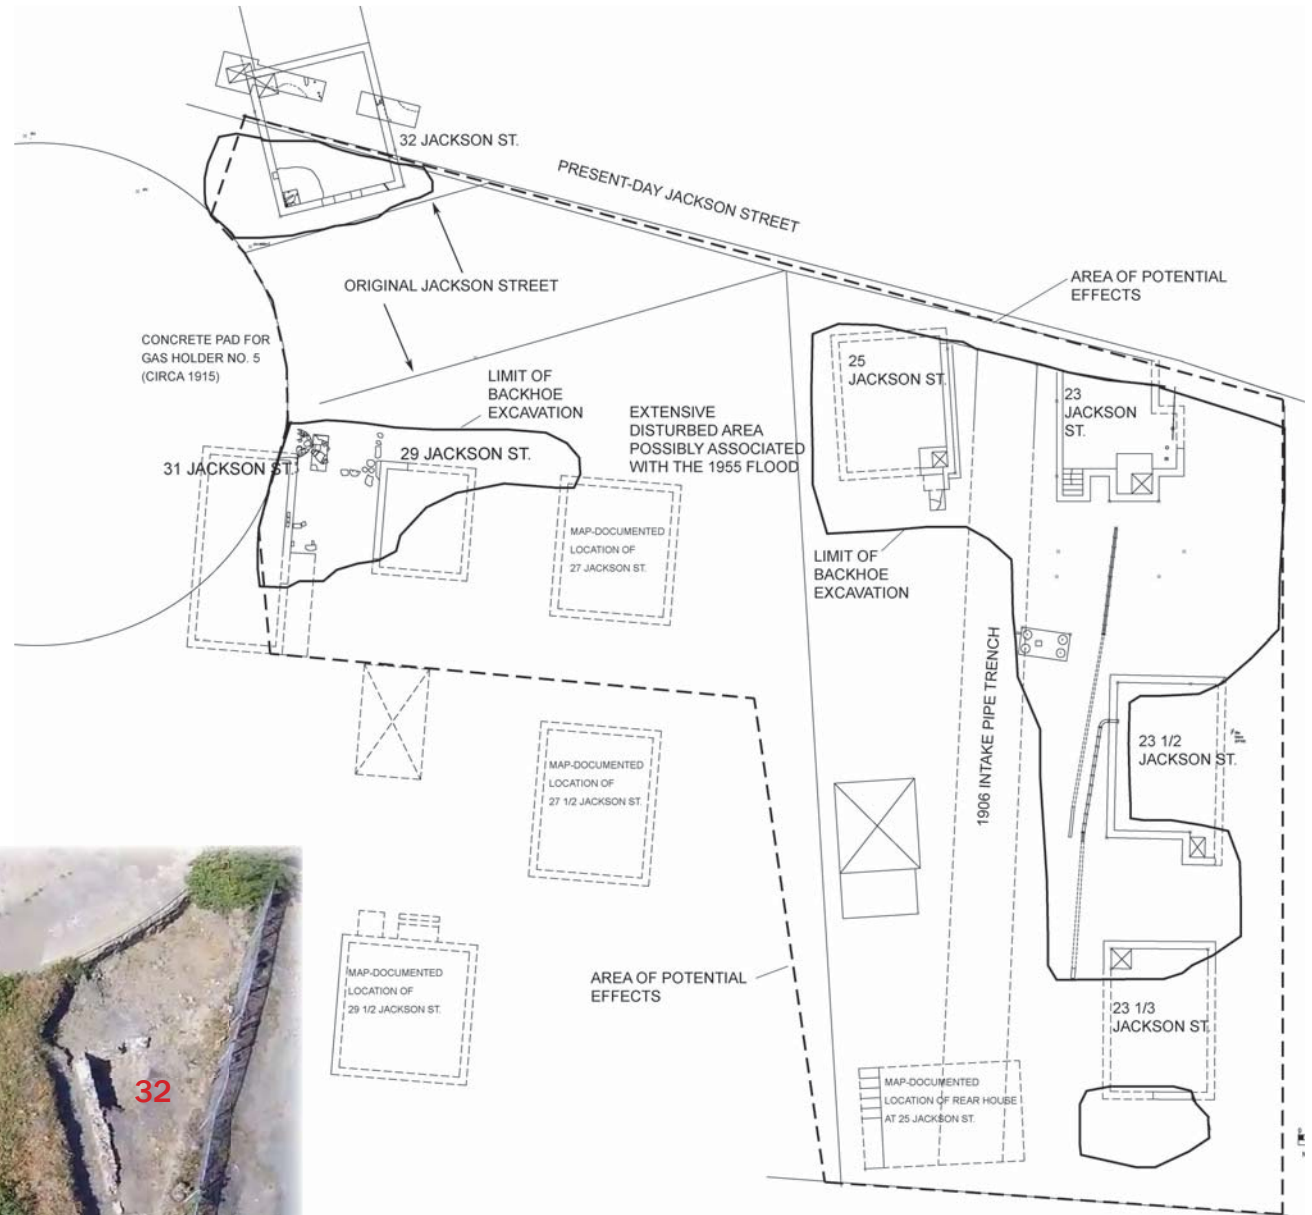 32 JACKSON ST.
PRESENT-DAY JACKSON STREET
ORIGINAL JACKSON STREET
AREA OF POTENTIAL
EFFECTS
CONCRETE PAD FOR
GAS HOLDER NO. 5
(CIRCA 1915)
LIMIT OF
BACKHOE
EXCAVATION
EXTENSIVE
DISTURBED AREA
POSSIBLY ASSOCIATED
WITH THE 1955 FLOOD
25
JACKSON ST.
23
JACKSON
ST.
31 JACKSON ST.
29 JACKSON ST.
MAP-DOCUMENTED
LOCATION OF
27 JACKSON ST.
LIMIT OF
BACKHOE
EXCAVATION
1906 INTAKE PIPE TRENCH
23 1/2
JACKSON ST.
MAP-DOCUMENTED
LOCATION OF
27 1/2 JACKSON ST.
MAP-DOCUMENTED
LOCATION OF
29 1/2 JACKSON ST.
AREA OF POTENTIAL
EFFECTS
23 1/3
JACKSON ST.
MAP-DOCUMENTED
LOCATION OF REAR HOUSE
AT 25 JACKSON ST.
32